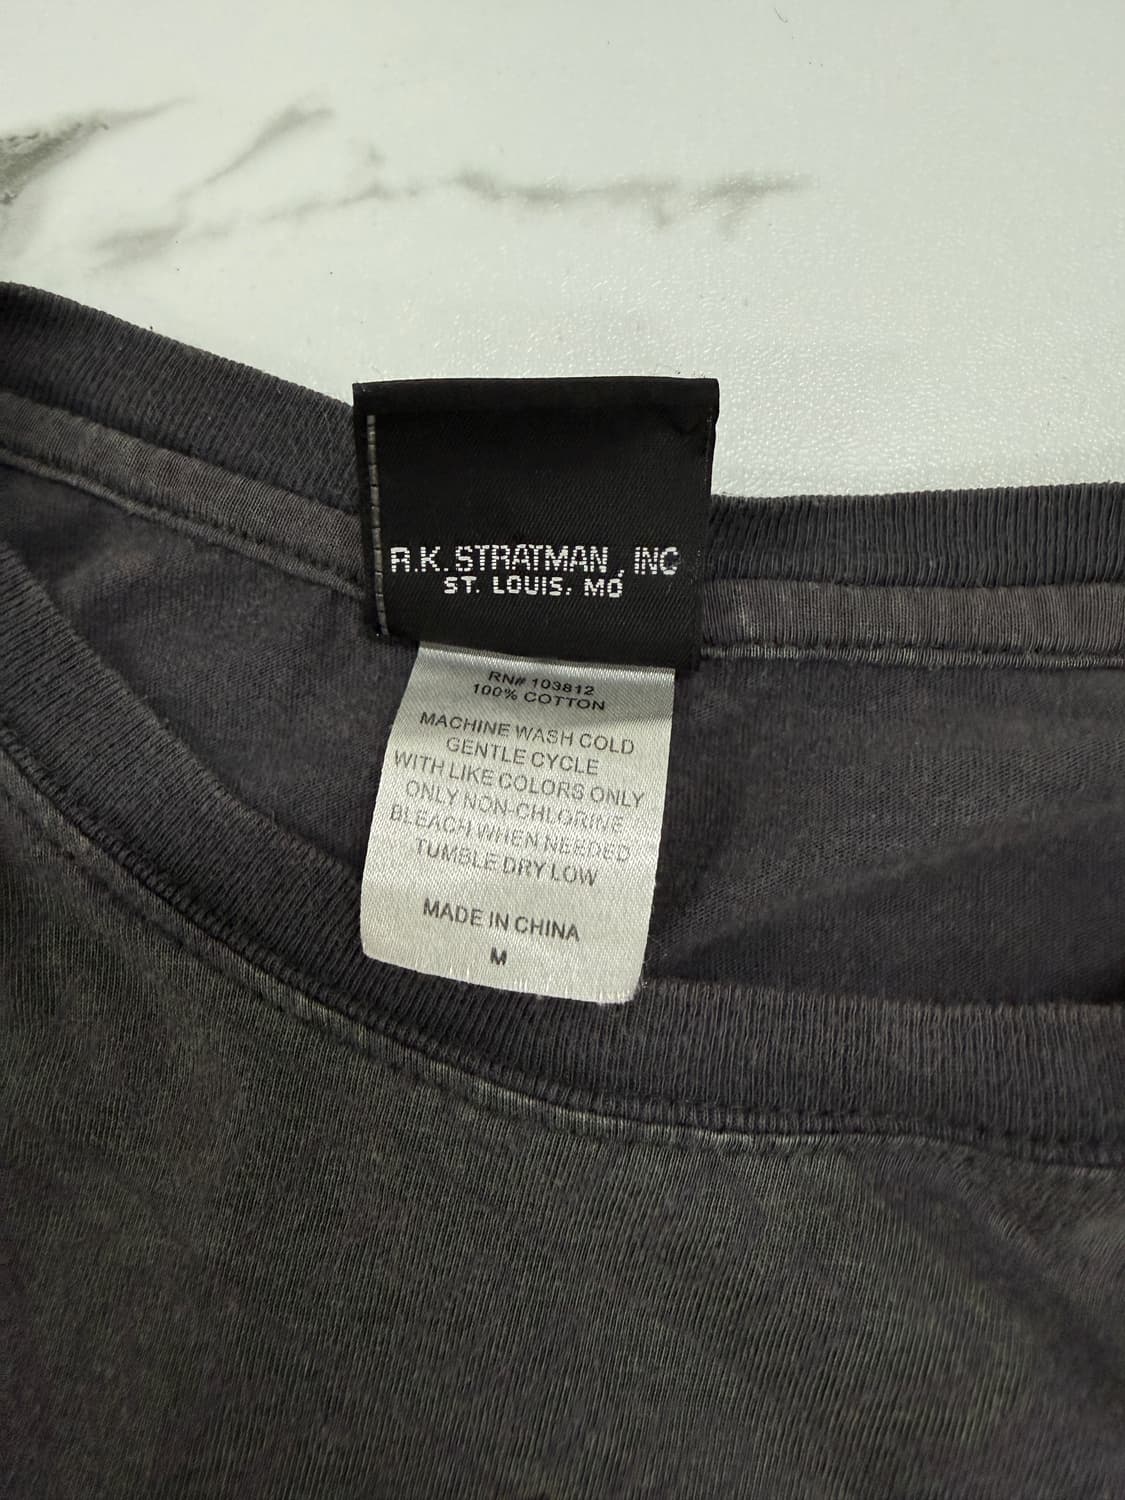 R.K. STRATMAN, INC
ST. LOUIS, MO
RN# 103812
100% COTTON
MACHINE WASH COLD
GENTLE CYCLE
WITH LIKE COLORS ONLY
ONLY NON-CHLORINE
BLEACH WHEN NEEDED
TUMBLE DRY LOW
MADE IN CHINA
M